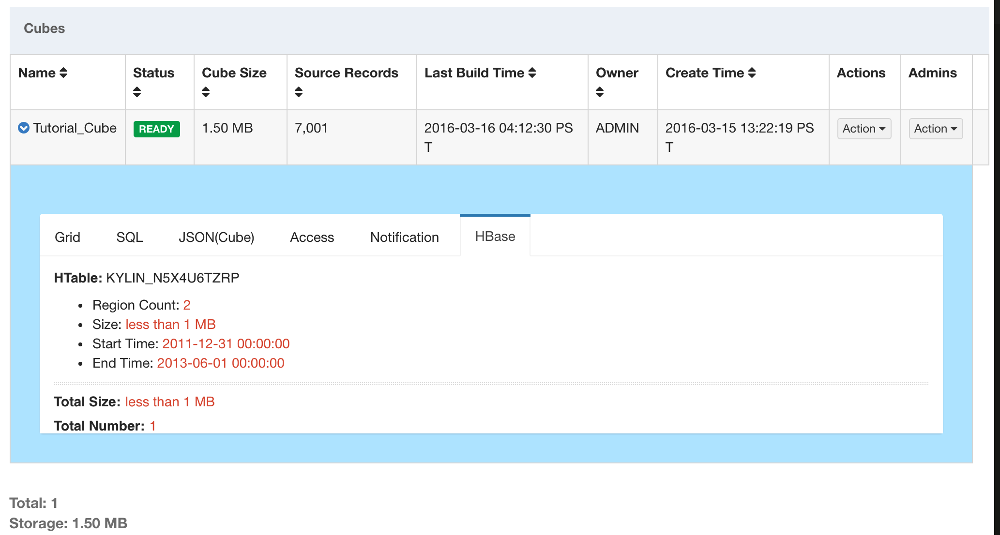 Cubes
Name Status Cube Size Source Records Last Build Time Owner Create Time Actions Admins
Tutorial_Cube READY 1.50 MB 7,001 2016-03-16 04:12:30 PS ADMIN 2016-03-15 13:22:19 PS Action Action
T T
Grid SQL JSON(Cube) Access Notification HBase
HTable: KYLIN_N5X4U6TZRP
• Region Count: 2
• Size: less than 1 MB
• Start Time: 2011-12-31 00:00:00
• End Time: 2013-06-01 00:00:00
Total Size: less than 1 MB
Total Number: 1
Total: 1
Storage: 1.50 MB